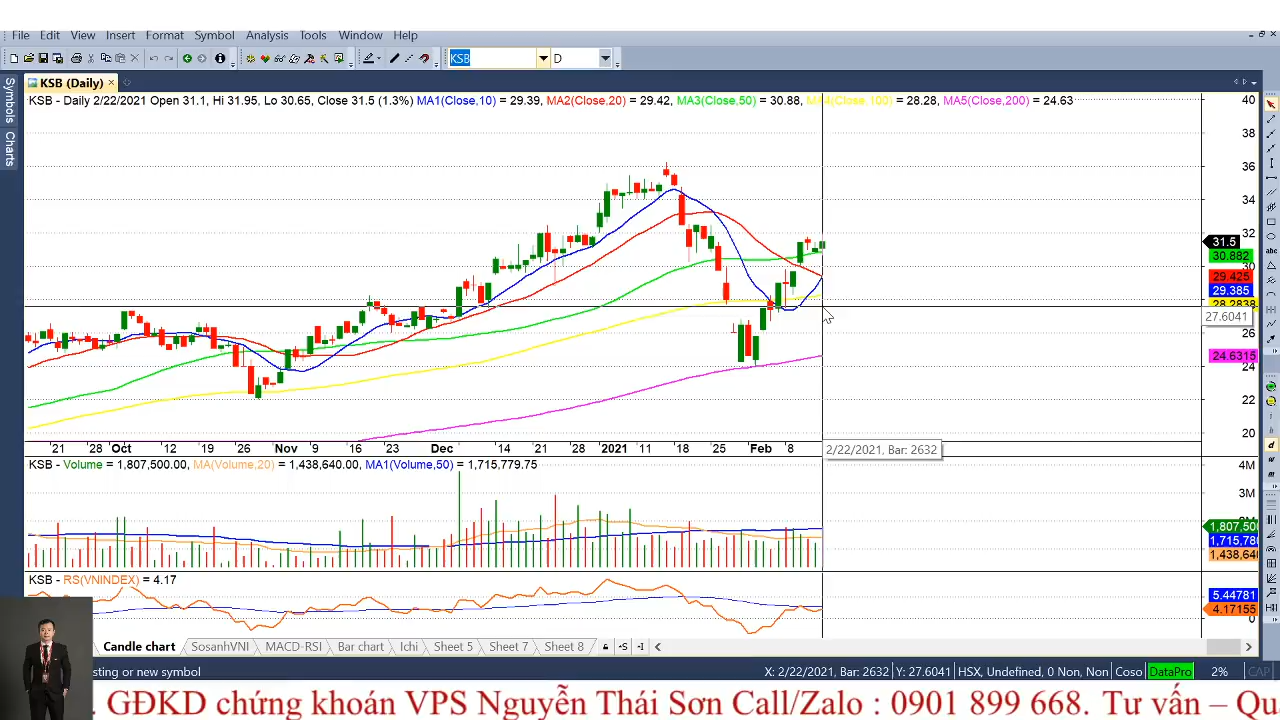 File Edit View Insert Format Symbol Analysis Tools Window Help
KSB D
KSB (Daily)
Symbols
Charts
KSB - Daily 2/22/2021 Open 31.1, Hi 31.95, Lo 30.65, Close 31.5 (1.3%) MA1(Close,10) = 29.39, MA2(Close,20) = 29.42, MA3(Close,50) = 30.88, MA4(Close,100) = 28.28, MA5(Close,200) = 24.63
40
38
36
34
32
31.5
30.882
30
29.425
29.385
28.2838
27.6041
26
24.6315
24
22
20
21 28 Oct 12 19 26 Nov 9 16 23 Dec 14 21 28 2021 11 18 25 Feb 8
2/22/2021, Bar: 2632
KSB - Volume = 1,807,500.00, MA(Volume,20) = 1,438,640.00, MA1(Volume,50) = 1,715,779.75
4M
3M
1,807,500
1,715,780
1,438,640
KSB - RS(VNINDEX) = 4.17
5.44781
4.17155
0
Candle chart SosanhVNI MACD-RSI Bar chart Ichi Sheet 5 Sheet 7 Sheet 8
sting or new symbol X: 2/22/2021, Bar: 2632 Y: 27.6041 HSX, Undefined, 0 Non, Non Coso DataPro 2% CAP
. GĐKD chứng khoán VPS Nguyễn Thái Sơn Call/Zalo : 0901 899 668. Tư vấn – Qu